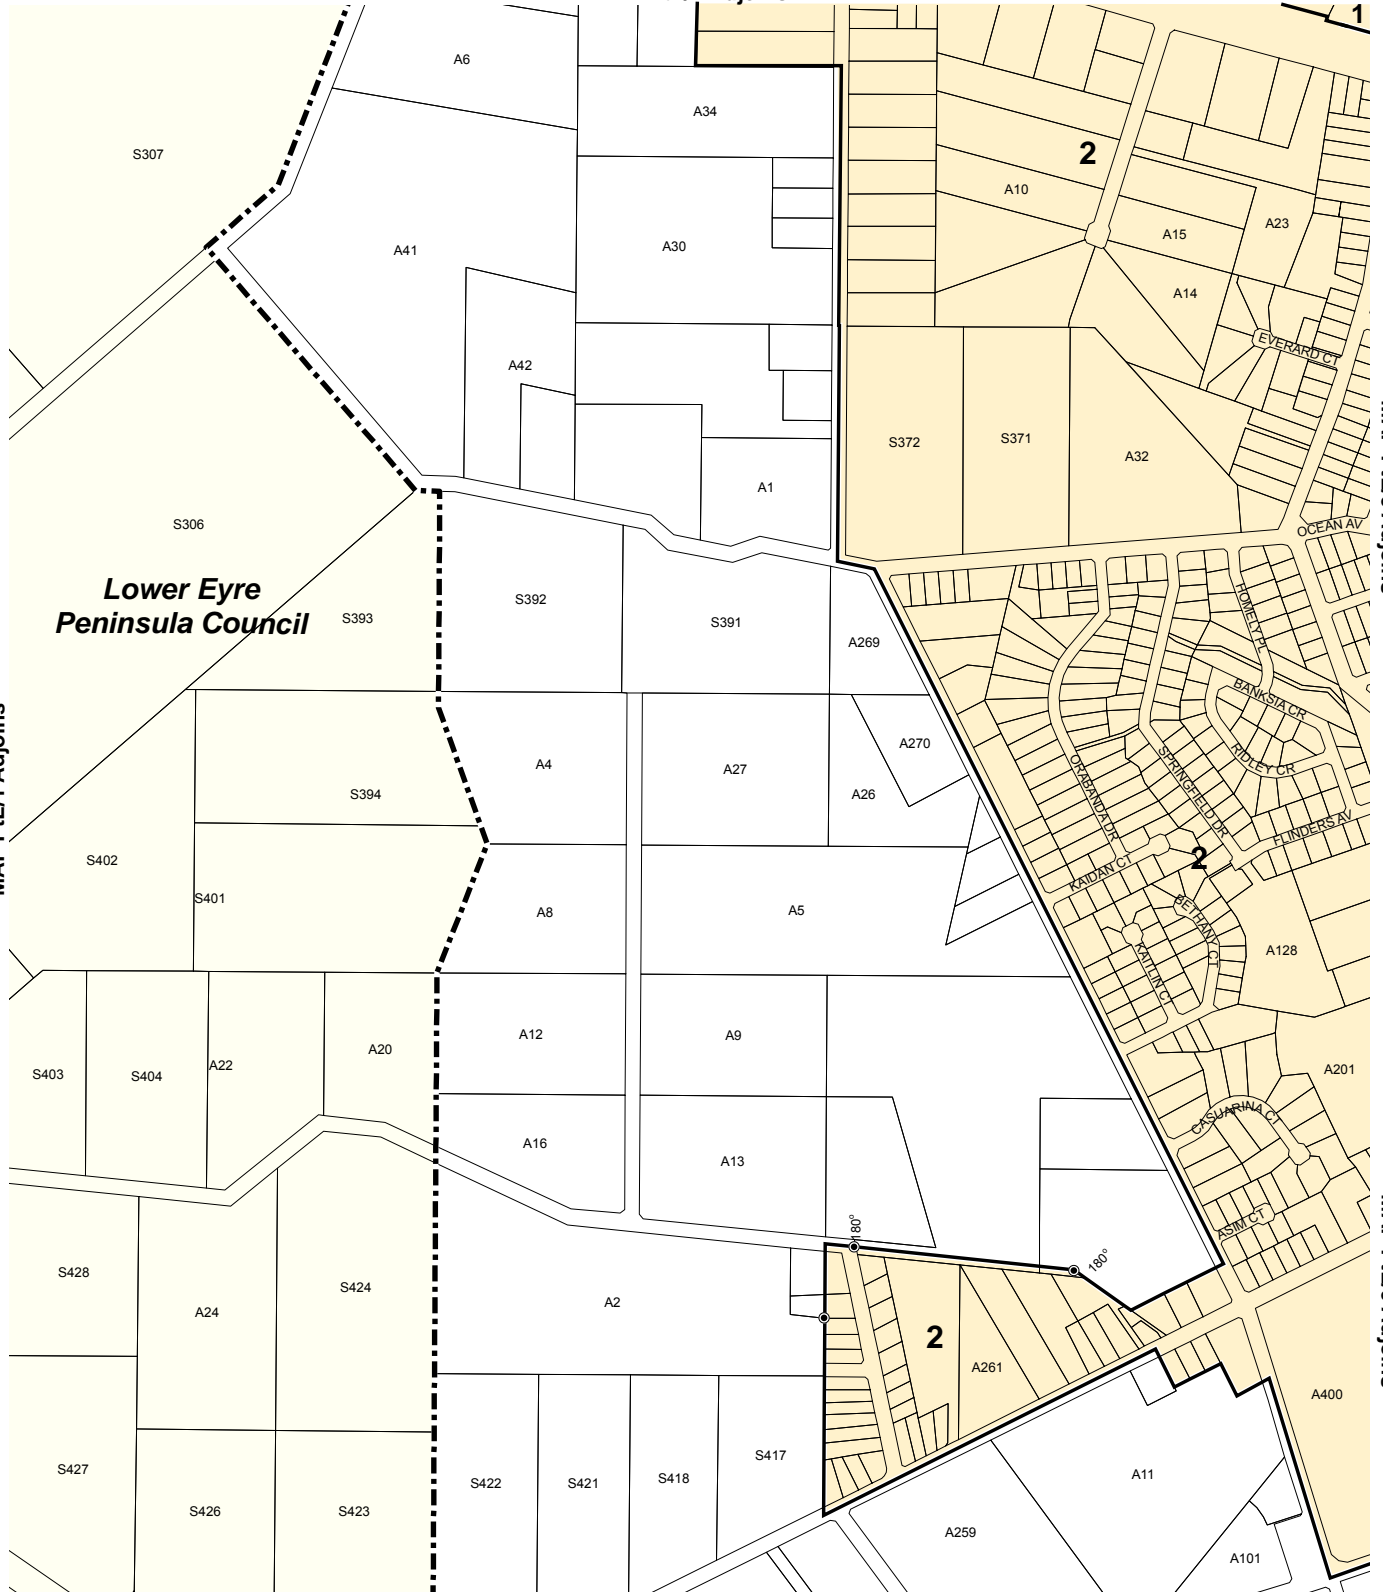 1
A6
A34
S307
2
A10
A41
A30
A15
A23
A14
EVERARD CT
A42
S372
S371
A32
A1
S306
OCEAN AV
Lower Eyre
Peninsula Council
S393
S392
S391
A269
HOMELY PL
BANKSIA CR
RIDLEY CR
A4
A27
A270
S394
A26
ORABANDA DR
SPRINGFIELD DR
FLINDERS AV
S402
2
KAIDAN CT
S401
A8
A5
BETHANY CT
KAITLIN CT
A128
A12
A9
A20
A22
S403
S404
A201
CASUARINA CT
A16
A13
ASIM CT
180°
180°
S428
S424
A24
A2
2
A261
A400
S427
S417
S422
S421
S418
A11
S426
S423
A259
A101